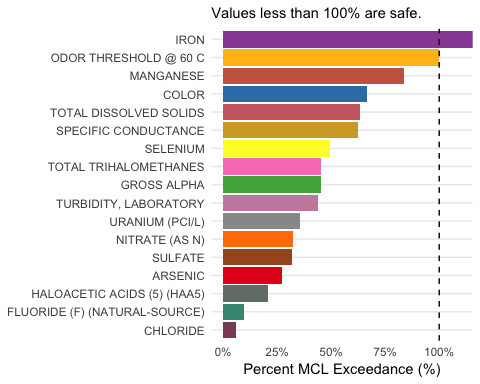 Values less than 100% are safe.
IRON
ODOR THRESHOLD @ 60 C
MANGANESE
COLOR
TOTAL DISSOLVED SOLIDS
SPECIFIC CONDUCTANCE
SELENIUM
TOTAL TRIHALOMETHANES
GROSS ALPHA
TURBIDITY, LABORATORY
URANIUM (PCI/L)
NITRATE (AS N)
SULFATE
ARSENIC
HALOACETIC ACIDS (5) (HAA5)
FLUORIDE (F) (NATURAL-SOURCE)
CHLORIDE
0% 25% 50% 75% 100%
Percent MCL Exceedance (%)